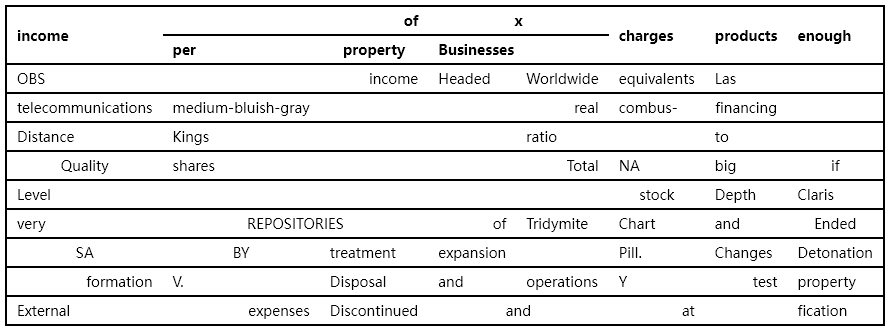 of x
income charges products enough
per property Businesses
OBS income Headed Worldwide equivalents Las
telecommunications medium-bluish-gray real combus- financing
Distance Kings ratio to
Quality shares Total NA big if
Level stock Depth Claris
very REPOSITORIES of Tridymite Chart and Ended
SA BY treatment expansion Pill. Changes Detonation
formation V. Disposal and operations Y test property
External expenses Discontinued and at fication